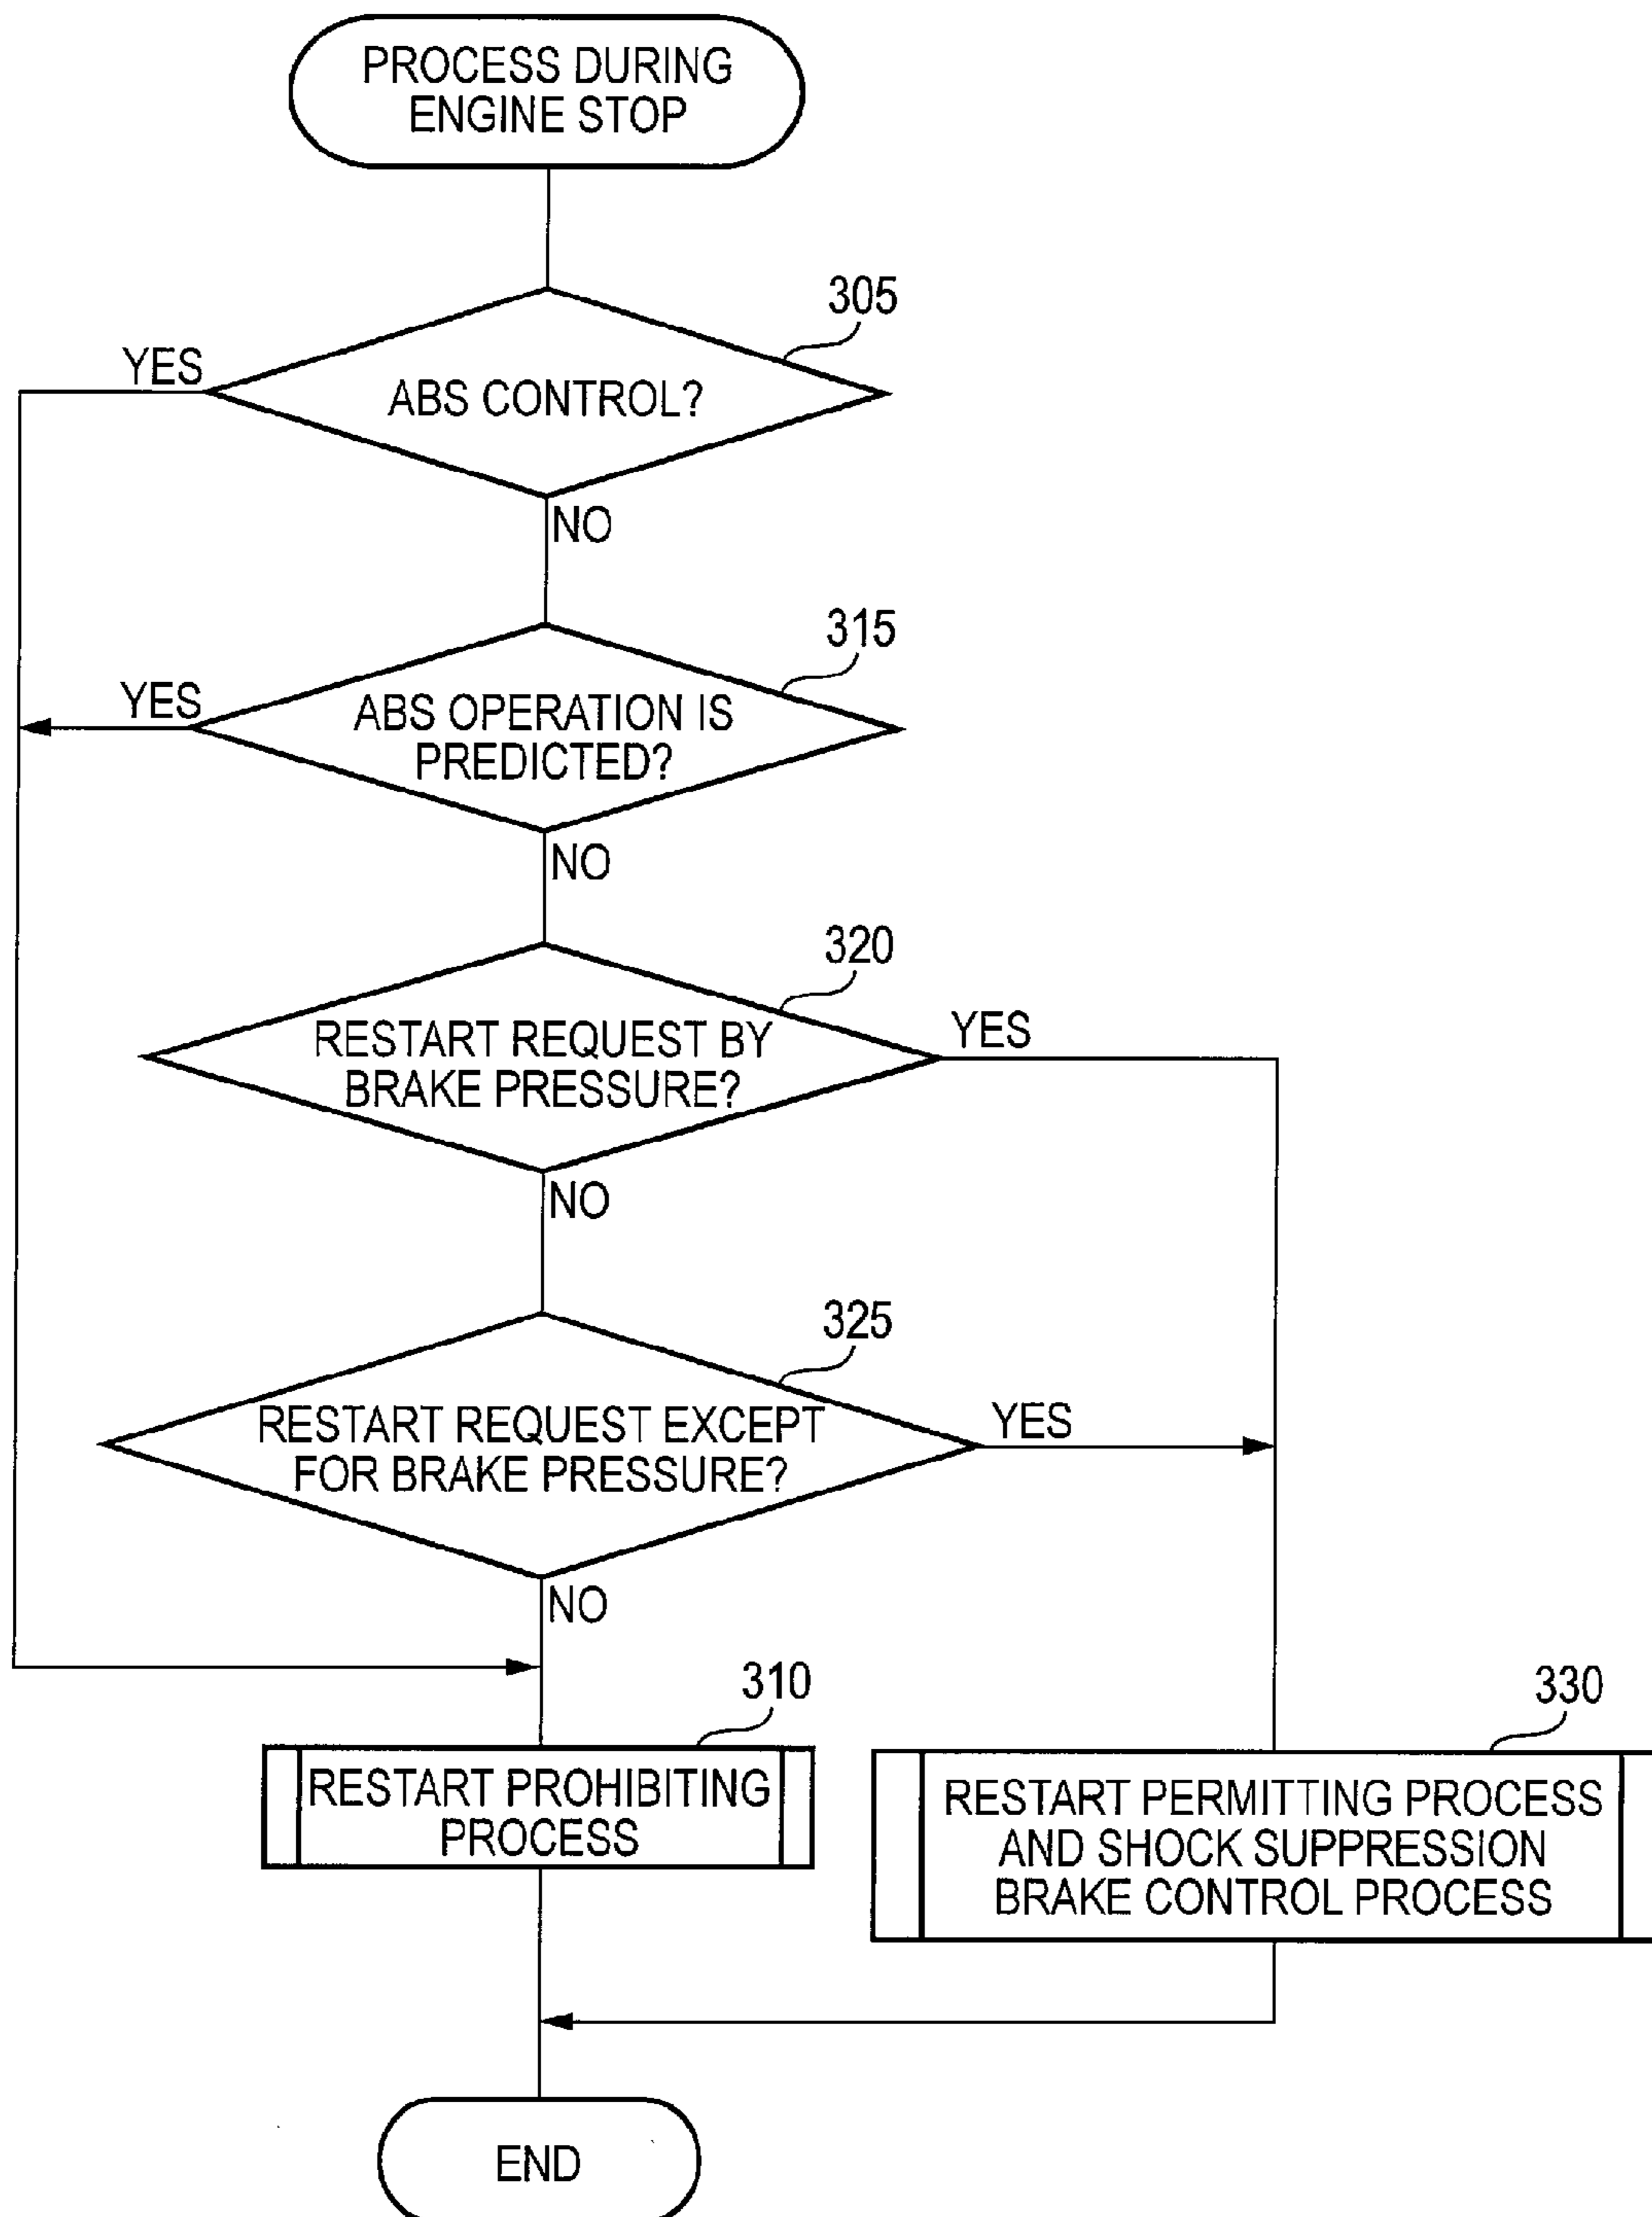 PROCESS DURING
ENGINE STOP
305
YES
ABS CONTROL?
NO
315
YES
ABS OPERATION IS
PREDICTED?
NO
320
RESTART REQUEST BY
BRAKE PRESSURE?
YES
NO
325
RESTART REQUEST EXCEPT
FOR BRAKE PRESSURE?
YES
NO
310
RESTART PROHIBITING
PROCESS
330
RESTART PERMITTING PROCESS
AND SHOCK SUPPRESSION
BRAKE CONTROL PROCESS
END